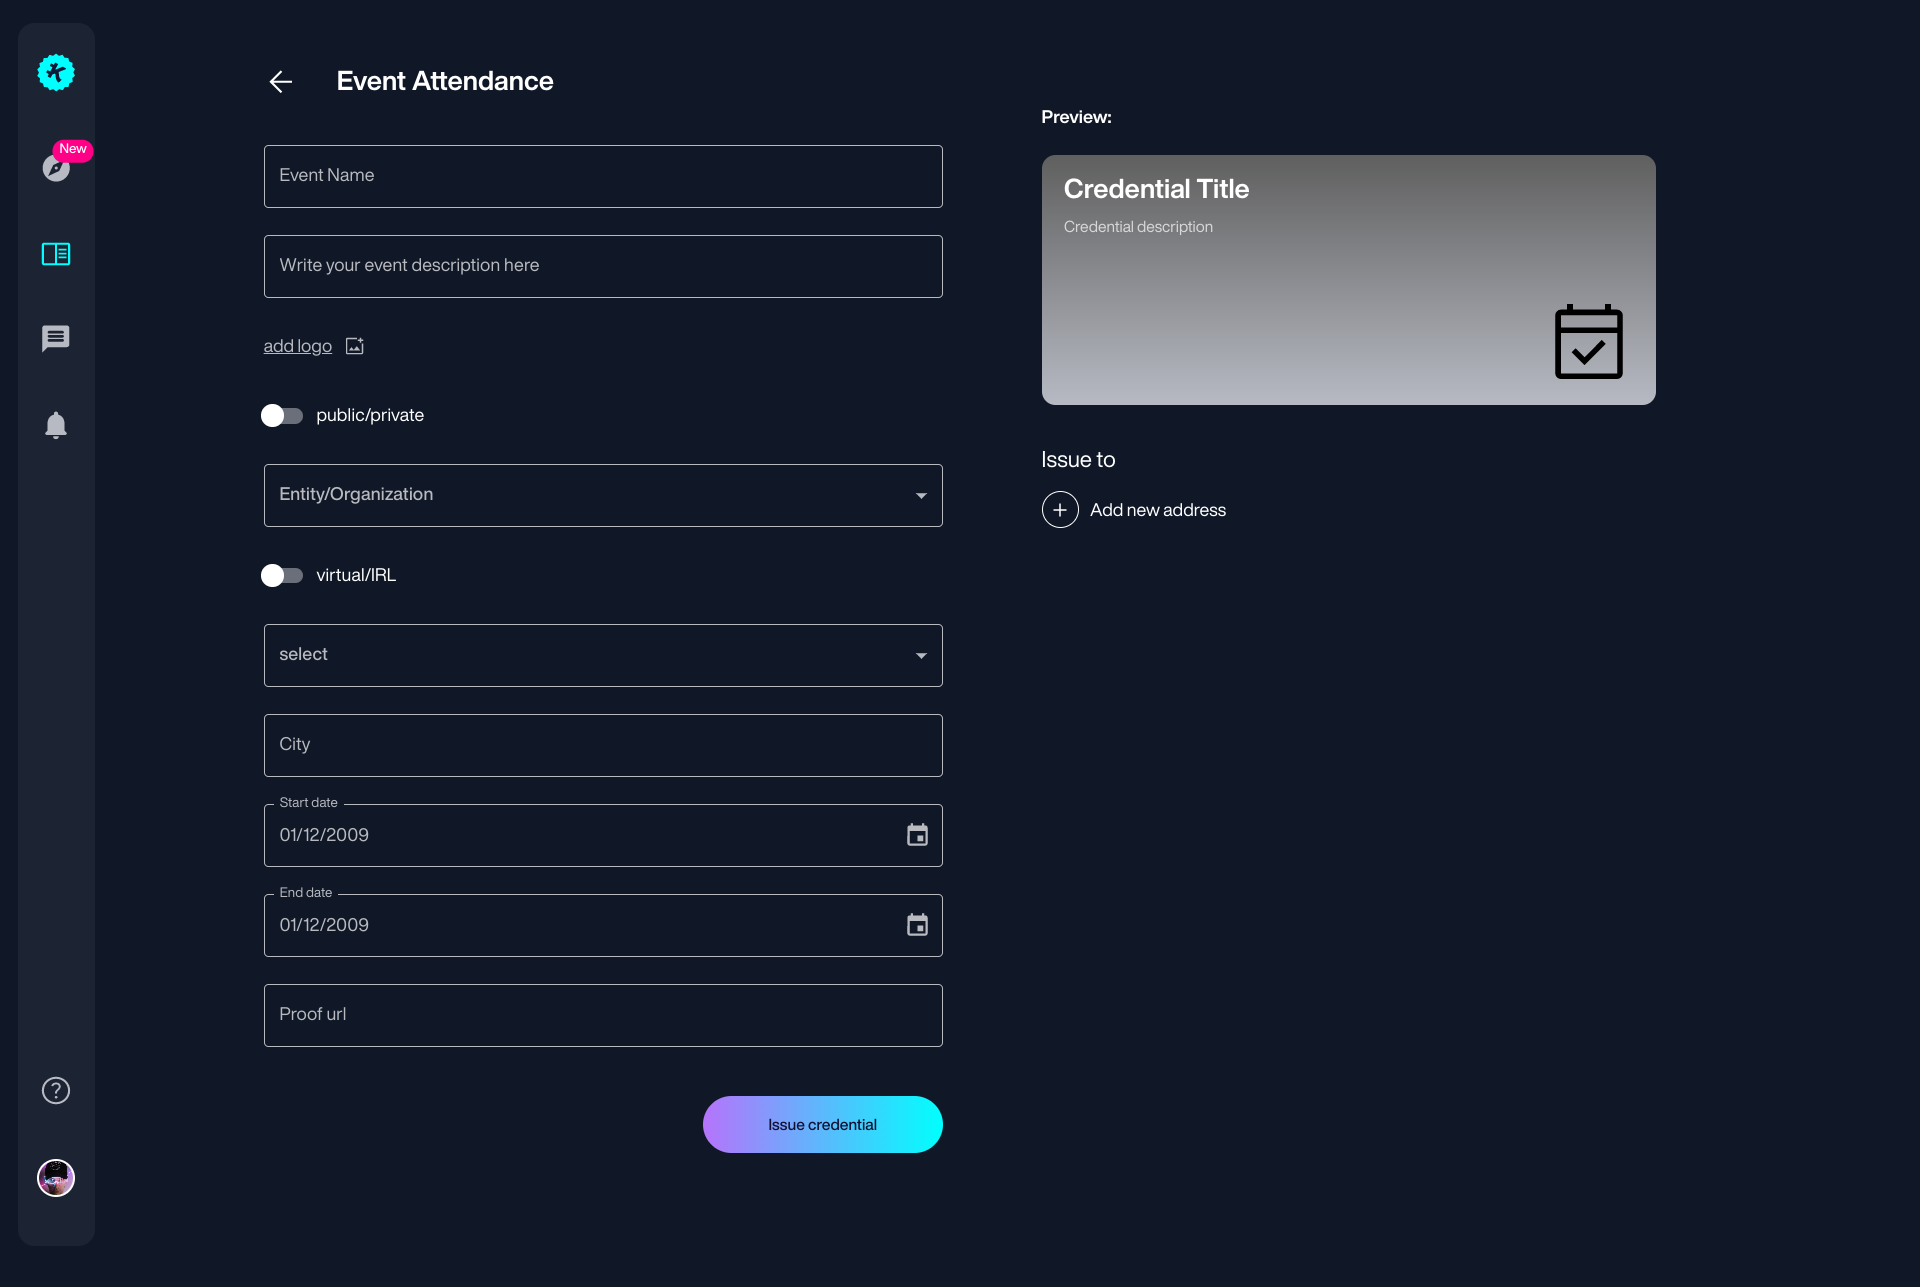 New
Event Attendance
Event Name
Write your event description here
add logo
public/private
Entity/Organization
virtual/IRL
select
City
Start date
01/12/2009
End date
01/12/2009
Proof url
Issue credential
Preview:
Credential Title
Credential description
Issue to
Add new address